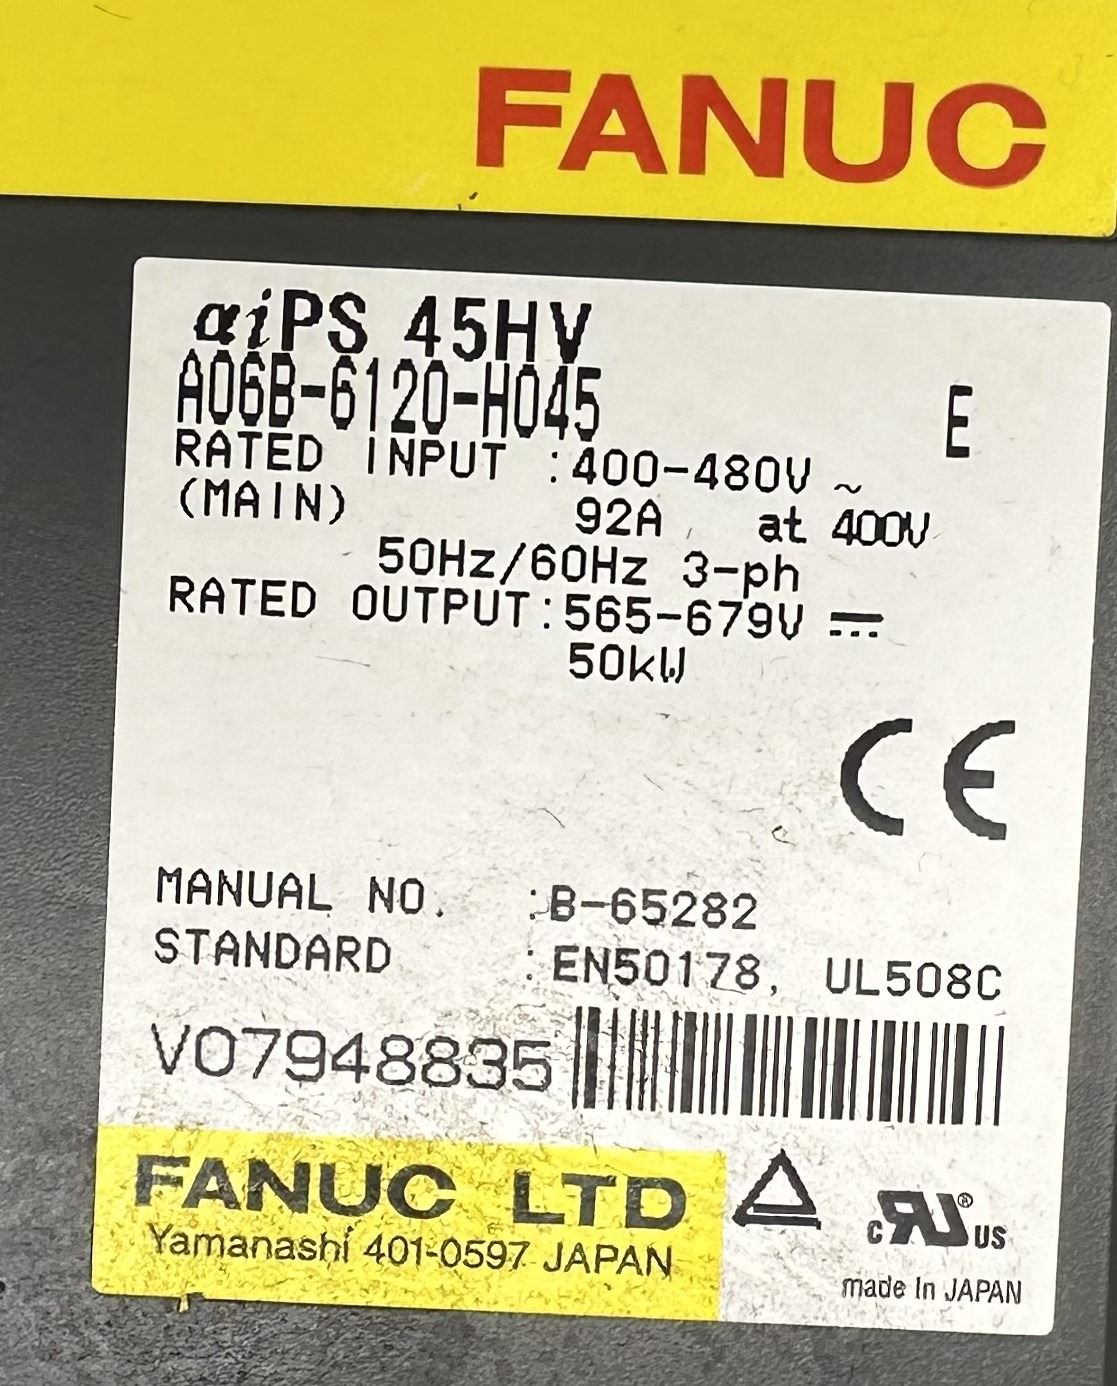 FANUC
αiPS 45HV
A06B-6120-H045
E
RATED INPUT :400-480V ~
(MAIN) 92A at 400V
50Hz/60Hz 3-ph
RATED OUTPUT:565-679V ⎓
50kW
CE
MANUAL NO. :B-65282
STANDARD :EN50178, UL508C
V07948835
FANUC LTD
Yamanashi 401-0597 JAPAN
c RU ® US
made In JAPAN